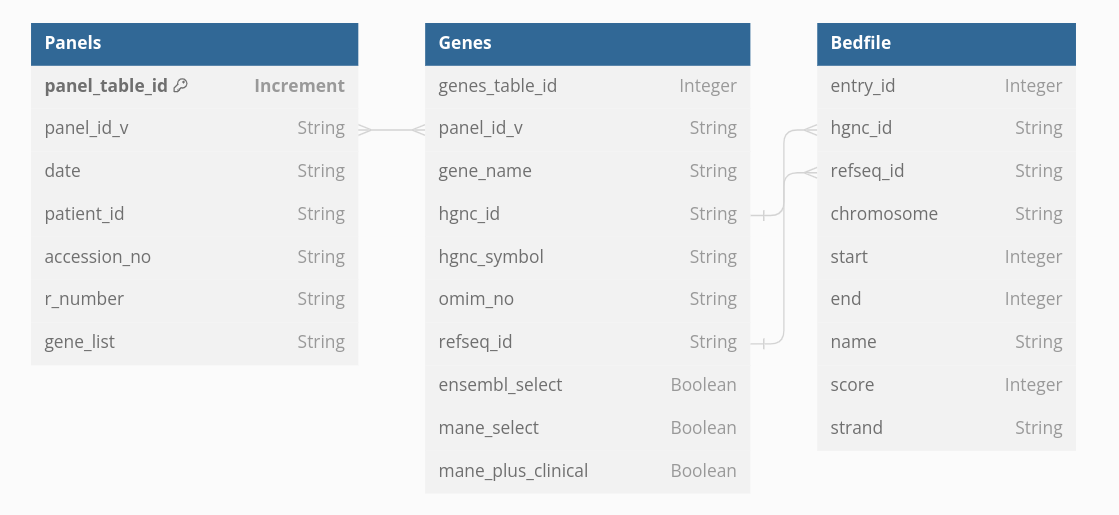 Panels
panel_table_id Increment
panel_id_v String
date String
patient_id String
accession_no String
r_number String
gene_list String
Genes
genes_table_id Integer
panel_id_v String
gene_name String
hgnc_id String
hgnc_symbol String
omim_no String
refseq_id String
ensembl_select Boolean
mane_select Boolean
mane_plus_clinical Boolean
Bedfile
entry_id Integer
hgnc_id String
refseq_id String
chromosome String
start Integer
end Integer
name String
score Integer
strand String